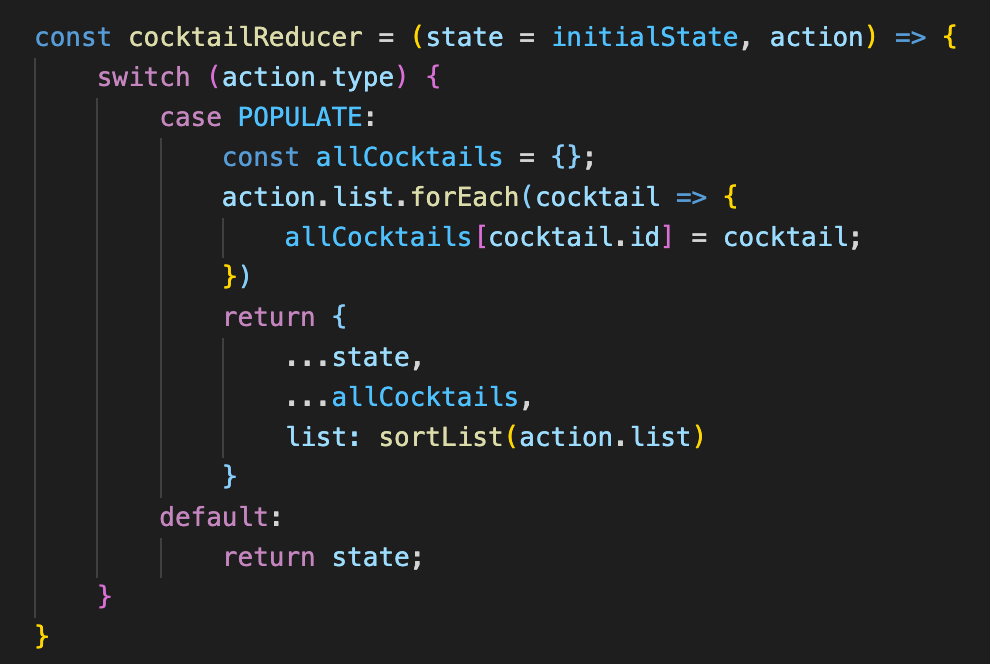 const cocktailReducer = (state = initialState, action) => {
    switch (action.type) {
        case POPULATE:
            const allCocktails = {};
            action.list.forEach(cocktail => {
                allCocktails[cocktail.id] = cocktail;
            })
            return {
                ...state,
                ...allCocktails,
                list: sortList(action.list)
            }
        default:
            return state;
    }
}